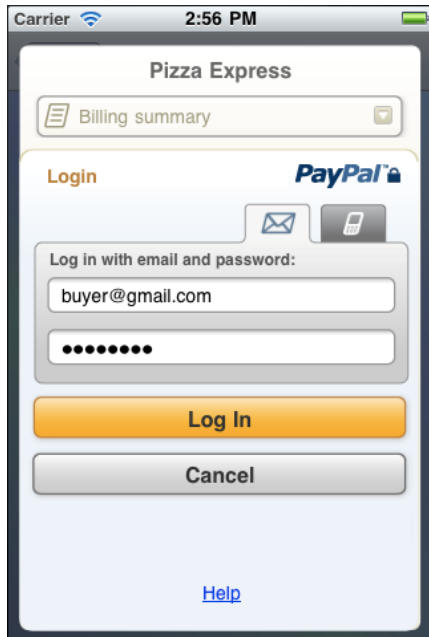 Carrier 2:56 PM
Pizza Express
Billing summary
Login PayPal™
Log in with email and password:
buyer@gmail.com
●●●●●●●●
Log In
Cancel
Help